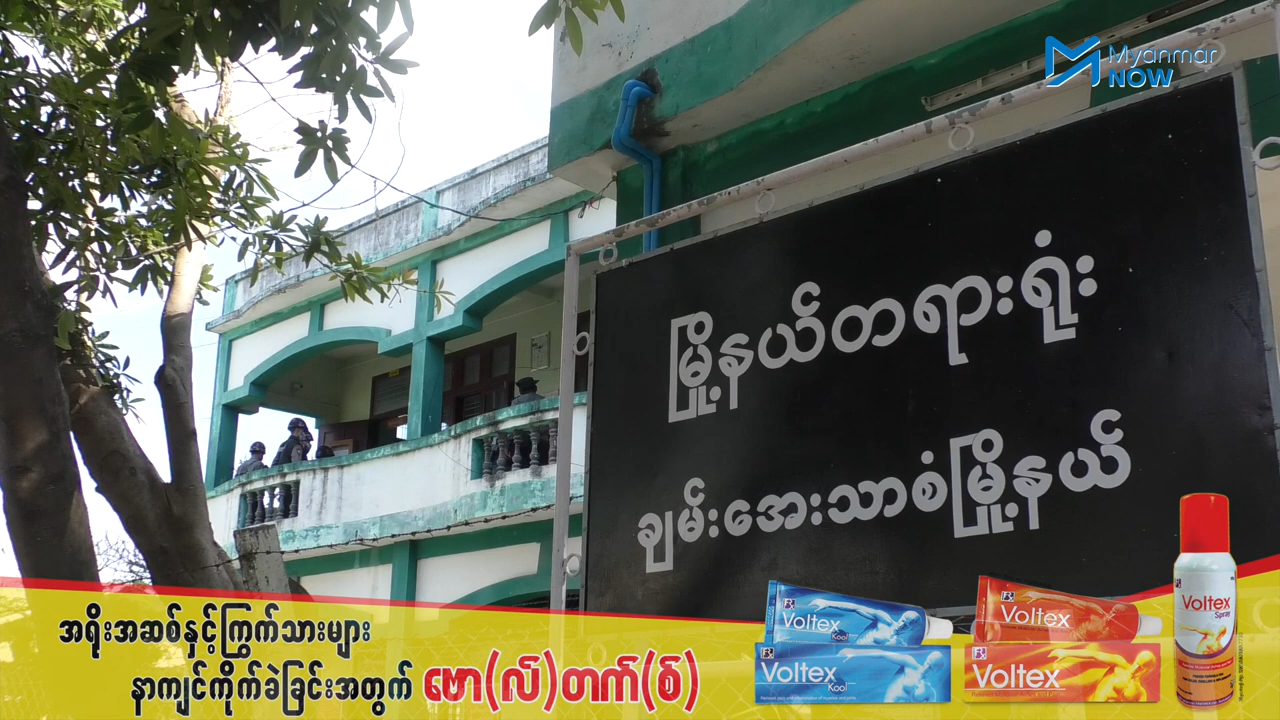 Myanmar
NOW
မြို့နယ်တရားရုံး
ချမ်းအေးသာစံမြို့နယ်
အရိုးအဆစ်နှင့်ကြွက်သားများ
နာကျင်ကိုက်ခဲခြင်းအတွက် ဗော(လ်)တက်(စ်)
Voltex
Kool
Voltex
Kool
Voltex
Voltex
Voltex
Spray